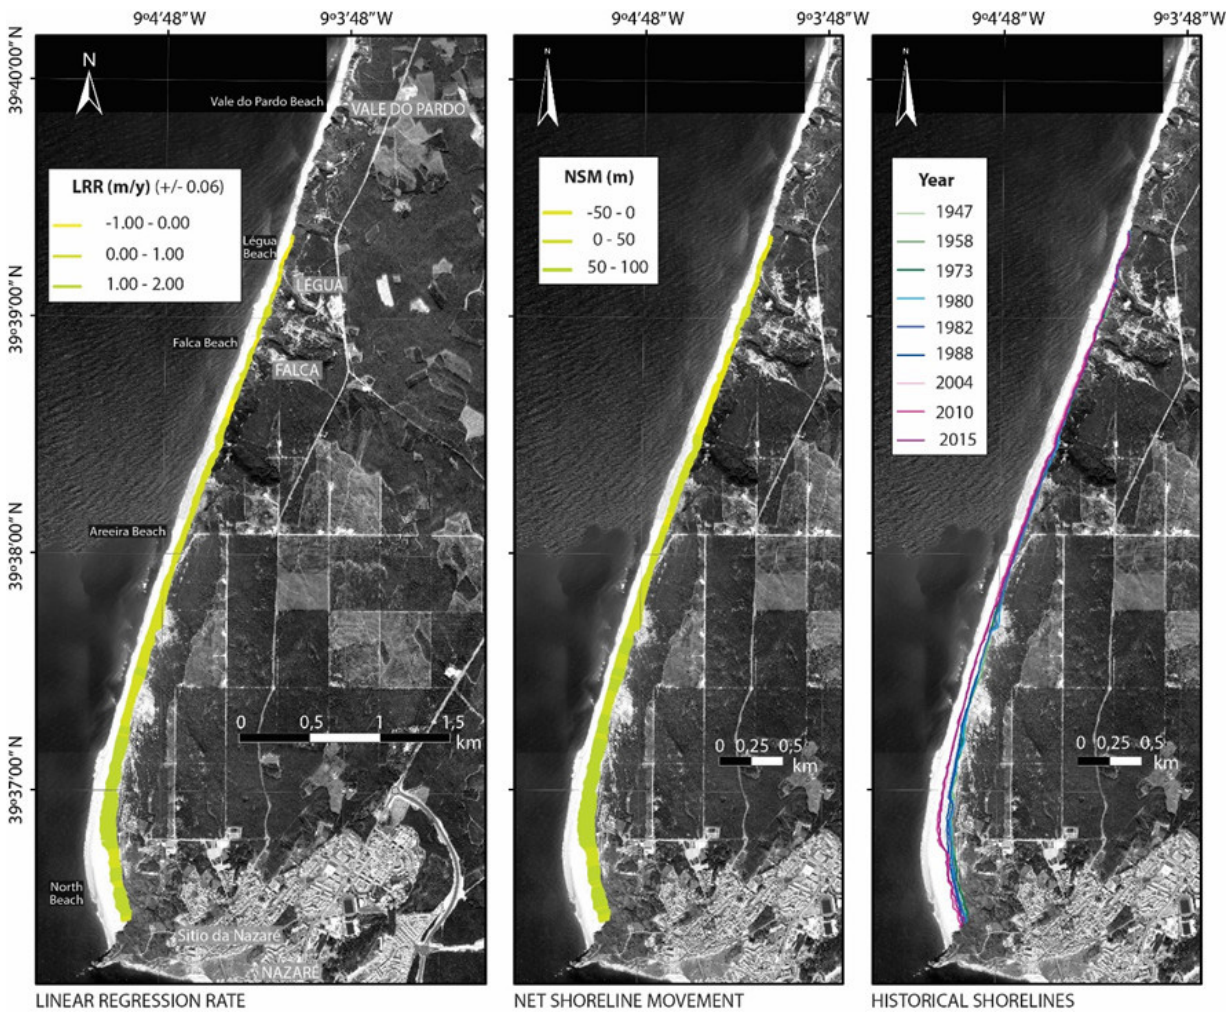 9º4'48"W
9º3'48"W
9º4'48"W
9º3'48"W
9º4'48"W
9º3'48"W
39º40'00"N
39º39'00"N
39º38'00"N
39º37'00"N
N
Vale do Pardo Beach
VALE DO PARDO
LRR (m/y) (+/- 0.06)
-1.00 - 0.00
0.00 - 1.00
1.00 - 2.00
Légua
Beach
LÉGUA
Falca Beach
FALCA
Areeira Beach
0 0,5 1 1,5
km
North
Beach
Sítio da Nazaré
NAZARÉ
LINEAR REGRESSION RATE
N
NSM (m)
-50 - 0
0 - 50
50 - 100
0 0,25 0,5
km
NET SHORELINE MOVEMENT
N
Year
1947
1958
1973
1980
1982
1988
2004
2010
2015
0 0,25 0,5
km
HISTORICAL SHORELINES